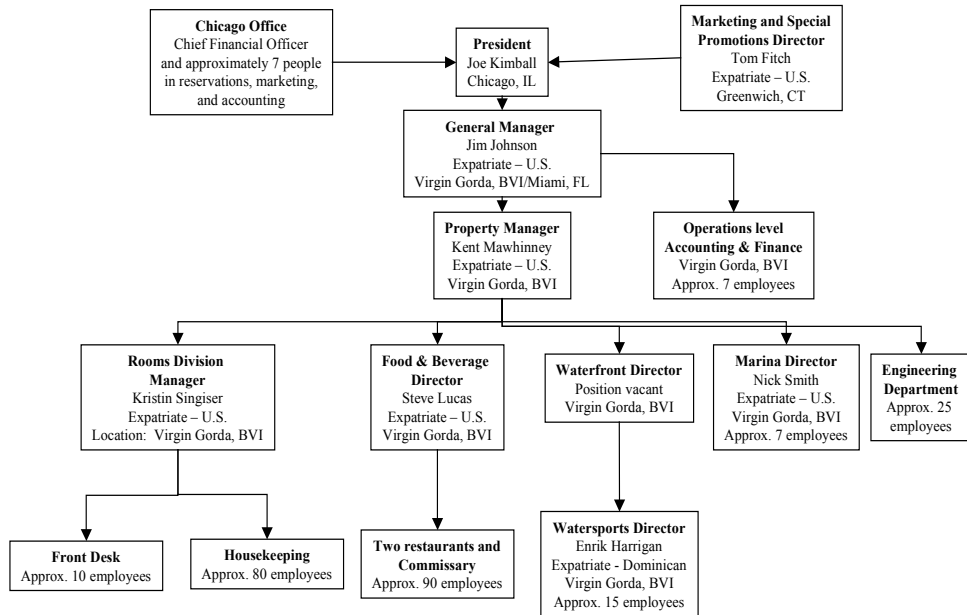 Chicago Office
Chief Financial Officer
and approximately 7 people
in reservations, marketing,
and accounting
President
Joe Kimball
Chicago, IL
Marketing and Special
Promotions Director
Tom Fitch
Expatriate – U.S.
Greenwich, CT
General Manager
Jim Johnson
Expatriate – U.S.
Virgin Gorda, BVI/Miami, FL
Property Manager
Kent Mawhinney
Expatriate – U.S.
Virgin Gorda, BVI
Operations level
Accounting & Finance
Virgin Gorda, BVI
Approx. 7 employees
Rooms Division
Manager
Kristin Singiser
Expatriate – U.S.
Location: Virgin Gorda, BVI
Food & Beverage
Director
Steve Lucas
Expatriate – U.S.
Virgin Gorda, BVI
Waterfront Director
Position vacant
Virgin Gorda, BVI
Marina Director
Nick Smith
Expatriate – U.S.
Virgin Gorda, BVI
Approx. 7 employees
Engineering
Department
Approx. 25
employees
Front Desk
Approx. 10 employees
Housekeeping
Approx. 80 employees
Two restaurants and
Commissary
Approx. 90 employees
Watersports Director
Enrik Harrigan
Expatriate - Dominican
Virgin Gorda, BVI
Approx. 15 employees